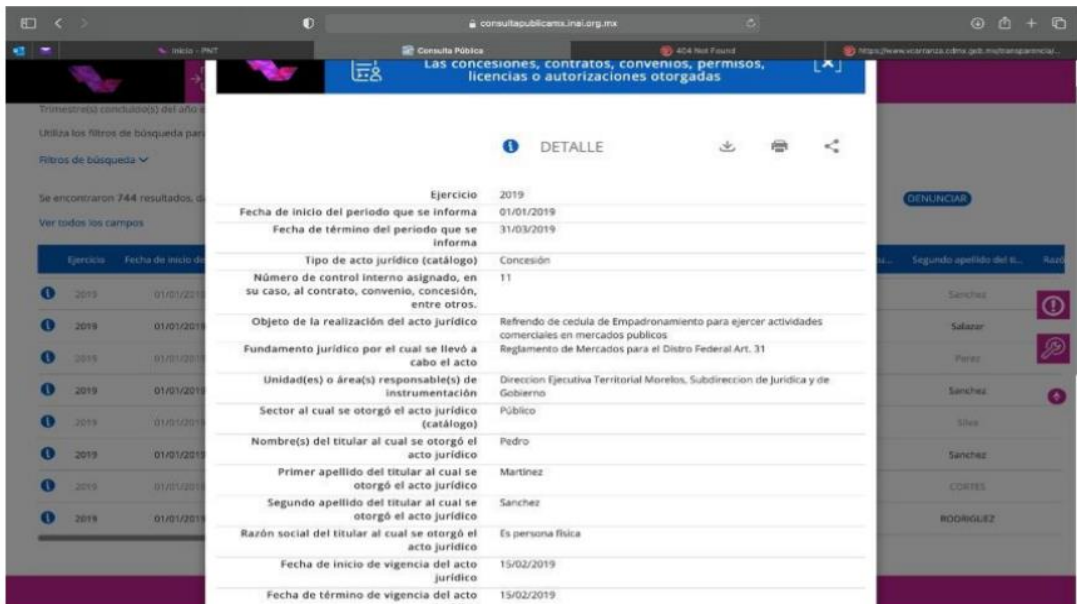 consultapublicamx.inai.org.mx
Inicio - PNT
Consulta Pública
404 Not Found
https://www.vcarranza.cdmx.gob.mx/transparencia/...
Las concesiones, contratos, convenios, permisos,
licencias o autorizaciones otorgadas
Trimestre(s) concluido(s) del año e
Utiliza los filtros de búsqueda para
Filtros de búsqueda
Se encontraron 744 resultados, d
Ver todos los campos
DENUNCIAR
DETALLE
Ejercicio 2019
Fecha de inicio del periodo que se informa 01/01/2019
Fecha de término del periodo que se 31/03/2019
informa
Tipo de acto jurídico (catálogo) Concesión
Número de control interno asignado, en 11
su caso, al contrato, convenio, concesión,
entre otros.
Objeto de la realización del acto jurídico Refrendo de cedula de Empadronamiento para ejercer actividades
comerciales en mercados publicos
Fundamento jurídico por el cual se llevó a Reglamento de Mercados para el Distro Federal Art. 31
cabo el acto
Unidad(es) o área(s) responsable(s) de Direccion Ejecutiva Territorial Morelos, Subdireccion de Juridica y de
instrumentación Gobierno
Sector al cual se otorgó el acto jurídico Público
(catálogo)
Nombre(s) del titular al cual se otorgó el Pedro
acto jurídico
Primer apellido del titular al cual se Martinez
otorgó el acto jurídico
Segundo apellido del titular al cual se Sanchez
otorgó el acto jurídico
Razón social del titular al cual se otorgó el Es persona física
acto jurídico
Fecha de inicio de vigencia del acto 15/02/2019
jurídico
Fecha de término de vigencia del acto 15/02/2019
Ejercicio Fecha de inicio de Segundo apellido del ti... Razó
2019 01/01/2019 Sanchez
2019 01/01/2019 Salazar
2019 01/01/2019 Perez
2019 01/01/2019 Sanchez
2019 01/01/2019
2019 01/01/2019 Sanchez
2019 01/01/2019 CORTES
2019 01/01/2019 RODRIGUEZ